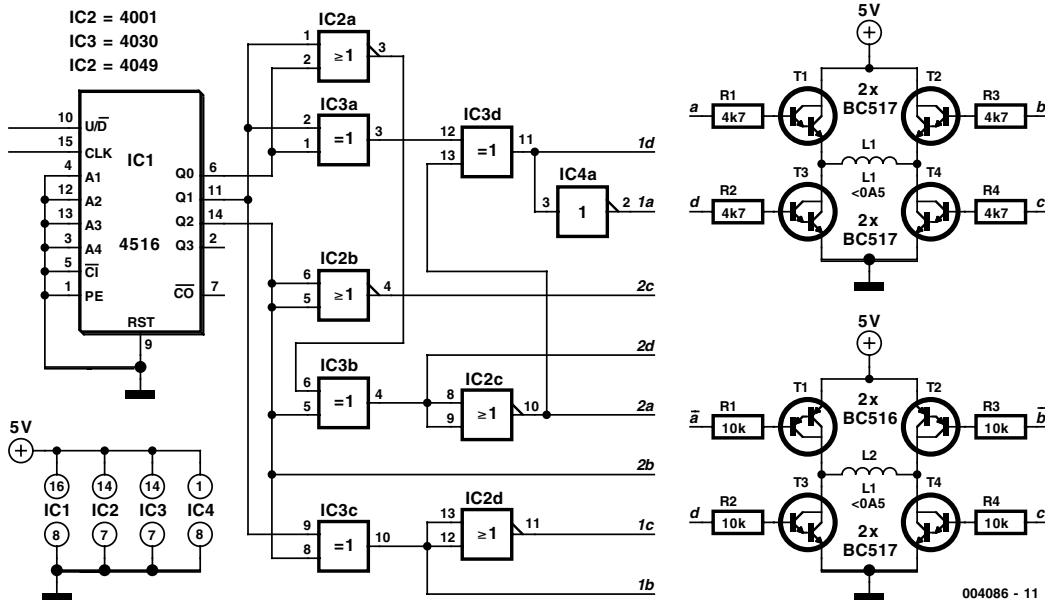 IC2 = 4001
IC3 = 4030
IC2 = 4049
10 U/D̅
15 CLK
4 A1
12 A2
13 A3
3 A4
5 C̅I̅
1 PE
IC1
4516
Q0 6
Q1 11
Q2 14
Q3 2
C̅O̅ 7
RST
9
IC2a
1
2
≥1
3
IC3a
2
1
=1
3
IC3d
12
13
=1
11
1d
IC4a
3
1
2
1a
IC2b
6
5
≥1
4
2c
2d
IC3b
6
5
=1
4
IC2c
8
9
≥1
10
2a
2b
IC3c
9
8
=1
10
IC2d
13
12
≥1
11
1c
1b
5V
16 14 14 1
IC1 IC2 IC3 IC4
8 7 7 8
5V
T1 T2
2x
BC517
a R1 4k7
R3 4k7 b
L1
L1
<0A5
T3 T4
d R2 4k7
R4 4k7 c
2x
BC517
5V
T1 T2
2x
BC516
a̅ R1 10k
R3 10k b̅
L2
L1
<0A5
T3 T4
d R2 10k
R4 10k c
2x
BC517
004086 - 11